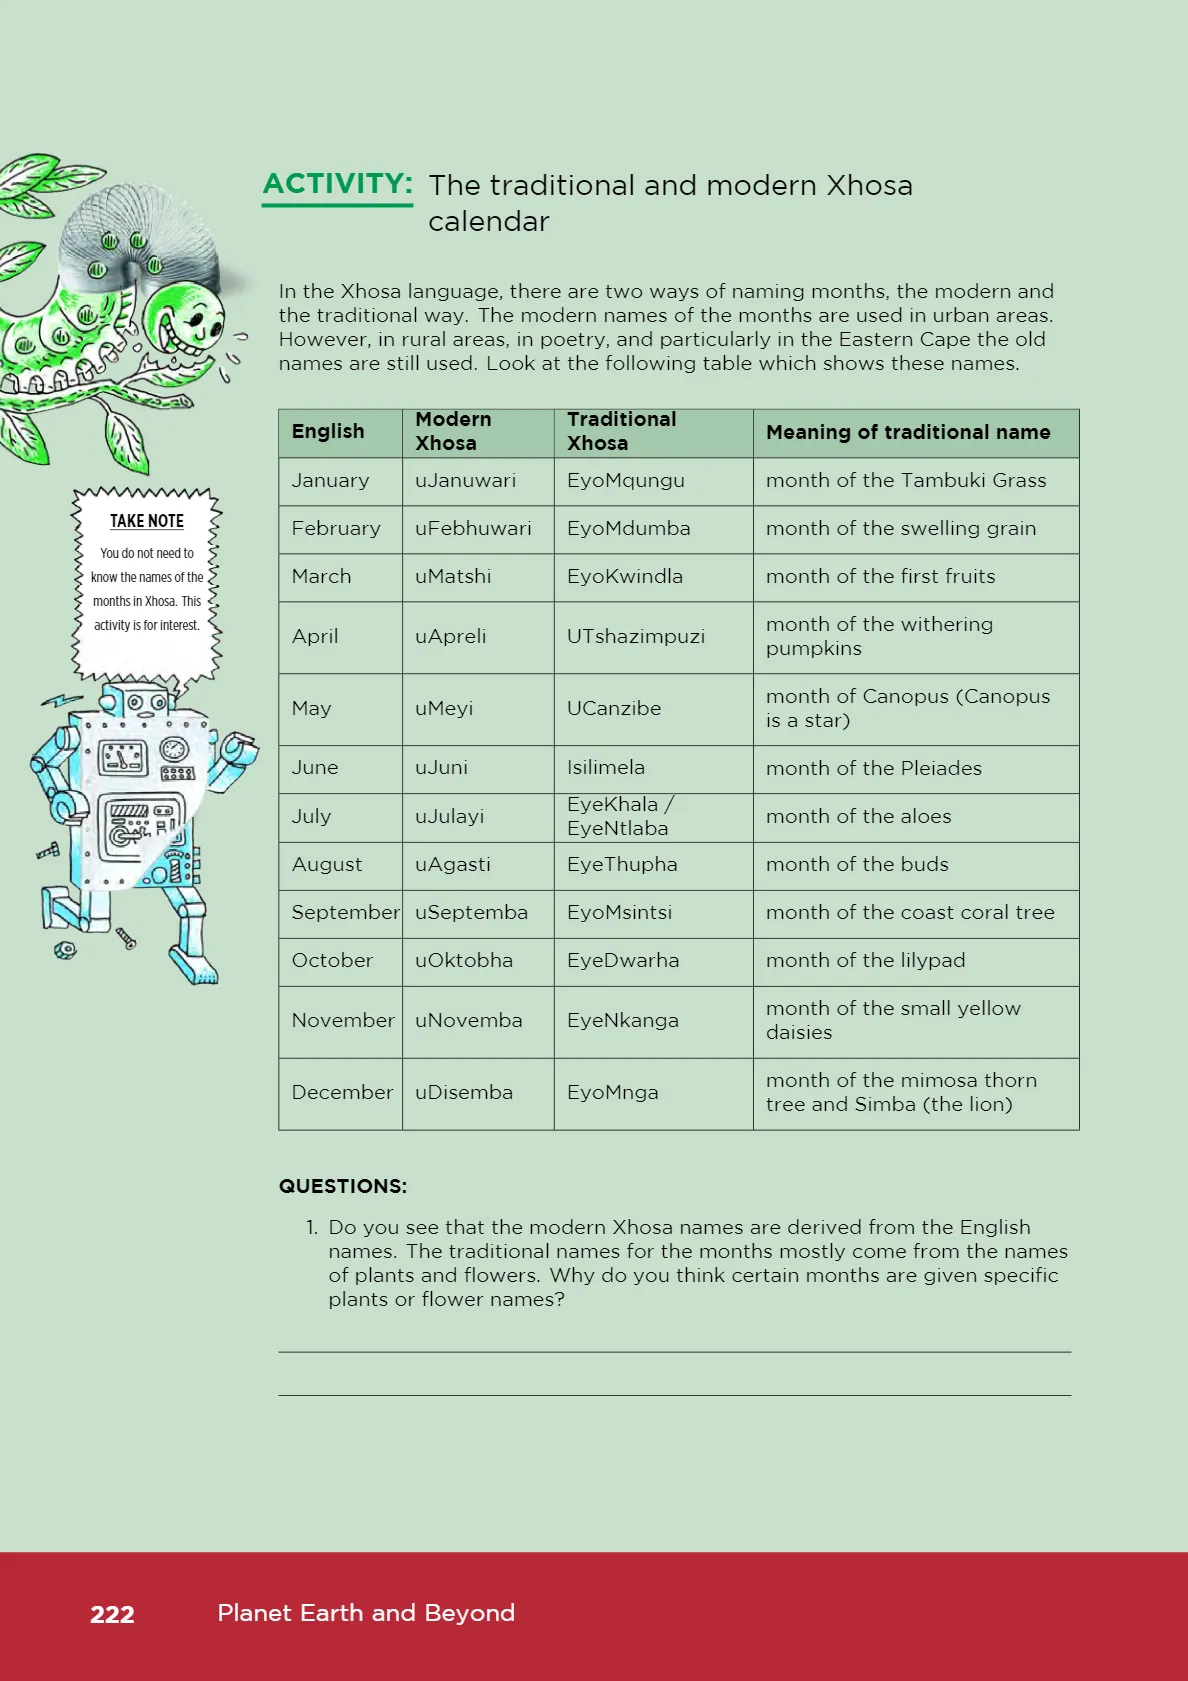 ACTIVITY: The traditional and modern Xhosa
calendar
In the Xhosa language, there are two ways of naming months, the modern and
the traditional way. The modern names of the months are used in urban areas.
However, in rural areas, in poetry, and particularly in the Eastern Cape the old
names are still used. Look at the following table which shows these names.
TAKE NOTE
You do not need to
know the names of the
months in Xhosa. This
activity is for interest.
English
Modern
Xhosa
Traditional
Xhosa
Meaning of traditional name
January uJanuwari EyoMqungu month of the Tambuki Grass
February uFebhuwari EyoMdumba month of the swelling grain
March uMatshi EyoKwindla month of the first fruits
April uApreli UTshazimpuzi month of the withering
pumpkins
May uMeyi UCanzibe month of Canopus (Canopus
is a star)
June uJuni Isilimela month of the Pleiades
July uJulayi EyeKhala /
EyeNtlaba
month of the aloes
August uAgasti EyeThupha month of the buds
September uSeptemba EyoMsintsi month of the coast coral tree
October uOktobha EyeDwarha month of the lilypad
November uNovemba EyeNkanga month of the small yellow
daisies
December uDisemba EyoMnga month of the mimosa thorn
tree and Simba (the lion)
QUESTIONS:
1. Do you see that the modern Xhosa names are derived from the English
names. The traditional names for the months mostly come from the names
of plants and flowers. Why do you think certain months are given specific
plants or flower names?
222 Planet Earth and Beyond